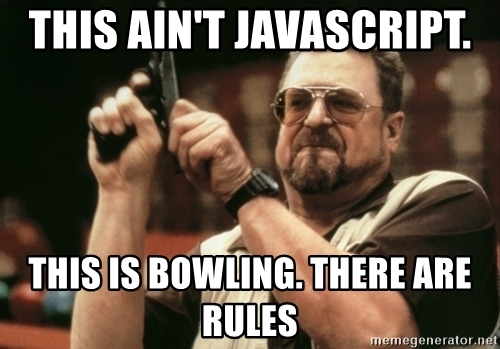 THIS AIN'T JAVASCRIPT.
THIS IS BOWLING. THERE ARE
RULES
memegenerator.net